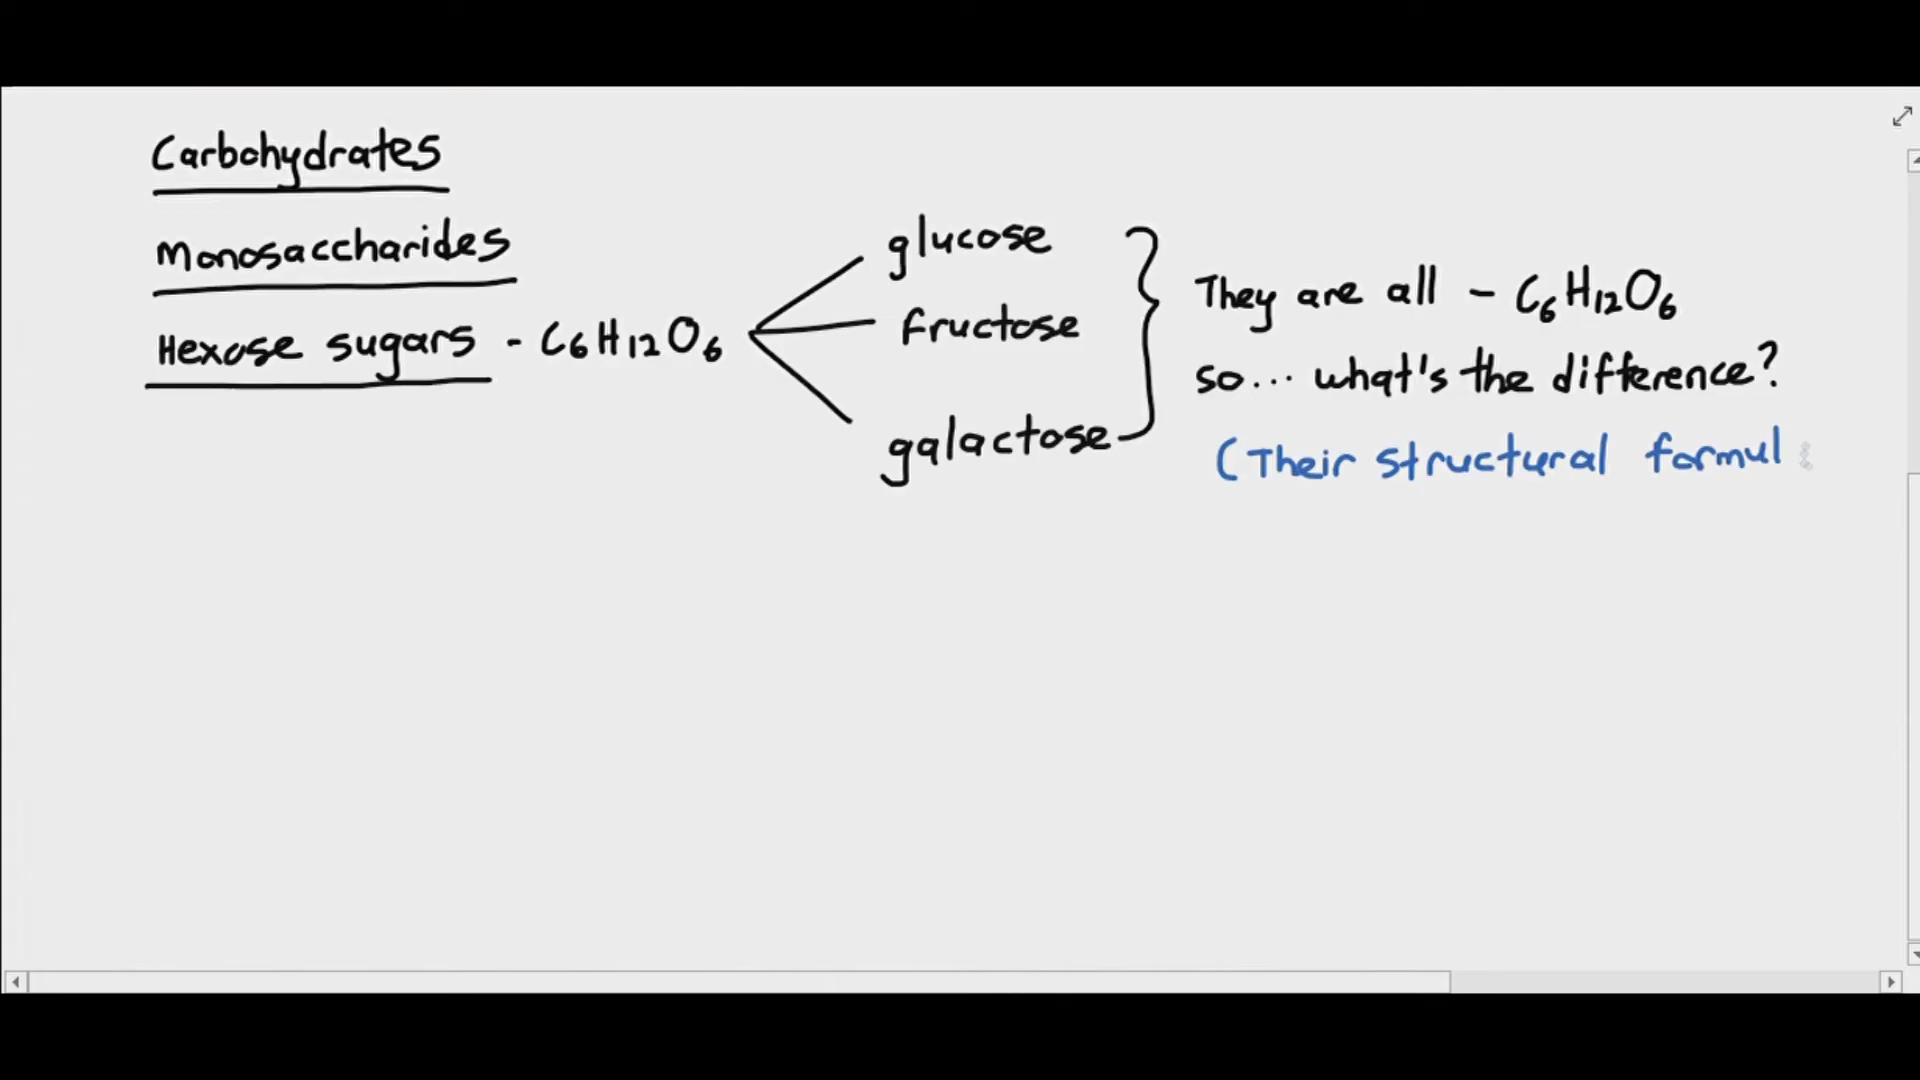 Carbohydrates
Monosaccharides
Hexose sugars - C₆H₁₂O₆
glucose
fructose
galactose
They are all - C₆H₁₂O₆
so... what's the difference?
(Their structural formul